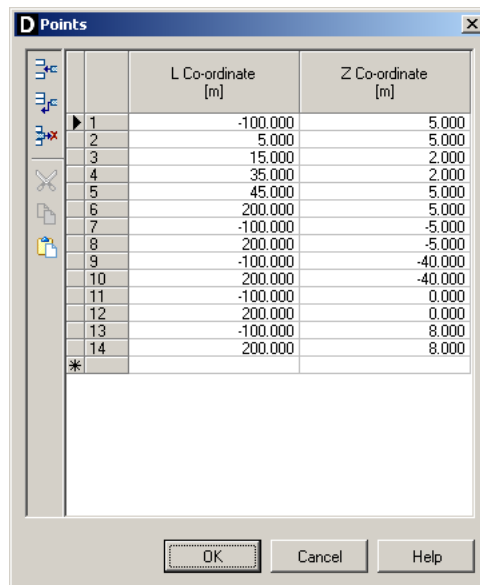 D Points
L Co-ordinate Z Co-ordinate
[m] [m]
1 -100.000 5.000
2 5.000 5.000
3 15.000 2.000
4 35.000 2.000
5 45.000 5.000
6 200.000 5.000
7 -100.000 -5.000
8 200.000 -5.000
9 -100.000 -40.000
10 200.000 -40.000
11 -100.000 0.000
12 200.000 0.000
13 -100.000 8.000
14 200.000 8.000
OK Cancel Help